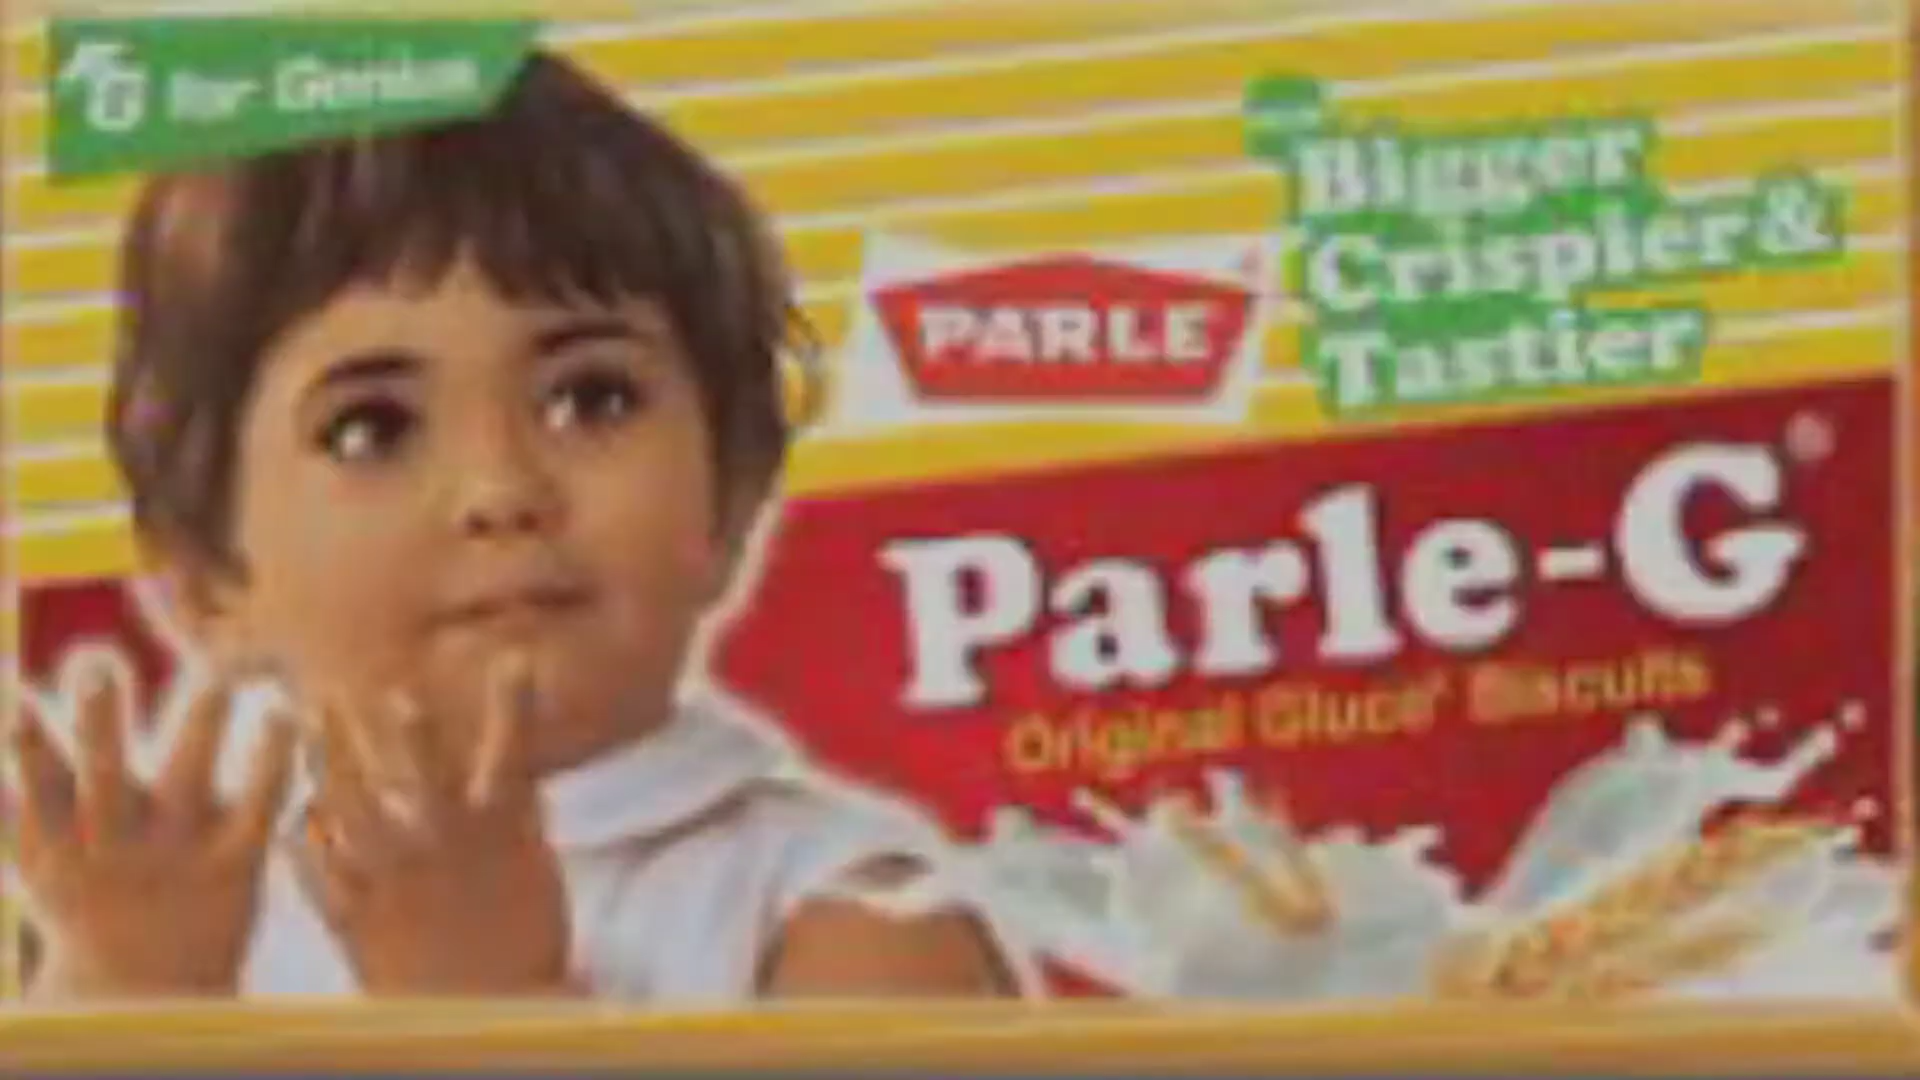 G for Genius
Bigger
Crispier &
Tastier
PARLE
Parle-G®
Original Gluco Biscuits